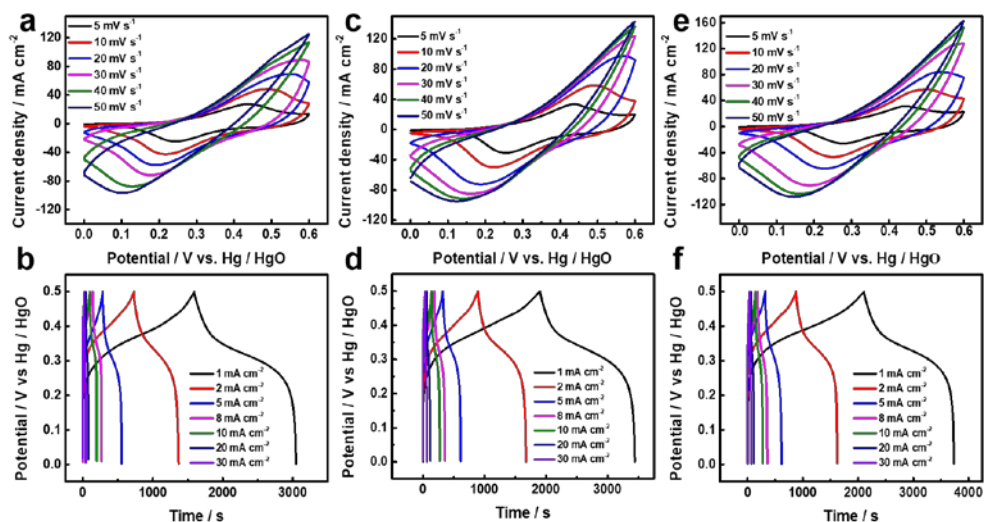 a
5 mV s⁻¹
10 mV s⁻¹
20 mV s⁻¹
30 mV s⁻¹
40 mV s⁻¹
50 mV s⁻¹
120
80
40
0
-40
-80
-120
Current density / mA cm⁻²
0.0 0.1 0.2 0.3 0.4 0.5 0.6
Potential / V vs. Hg / HgO
c
5 mV s⁻¹
10 mV s⁻¹
20 mV s⁻¹
30 mV s⁻¹
40 mV s⁻¹
50 mV s⁻¹
120
80
40
0
-40
-80
-120
Current density / mA cm⁻²
0.0 0.1 0.2 0.3 0.4 0.5 0.6
Potential / V vs. Hg / HgO
e
5 mV s⁻¹
10 mV s⁻¹
20 mV s⁻¹
30 mV s⁻¹
40 mV s⁻¹
50 mV s⁻¹
160
120
80
40
0
-40
-80
-120
Current density / mA cm⁻²
0.0 0.1 0.2 0.3 0.4 0.5 0.6
Potential / V vs. Hg / HgO
b
0.5
0.4
0.3
0.2
0.1
0.0
Potential / V vs Hg / HgO
1 mA cm⁻²
2 mA cm⁻²
5 mA cm⁻²
8 mA cm⁻²
10 mA cm⁻²
20 mA cm⁻²
30 mA cm⁻²
0 1000 2000 3000
Time / s
d
0.5
0.4
0.3
0.2
0.1
0.0
Potential / V vs Hg / HgO
1 mA cm⁻²
2 mA cm⁻²
5 mA cm⁻²
8 mA cm⁻²
10 mA cm⁻²
20 mA cm⁻²
30 mA cm⁻²
0 1000 2000 3000
Time / s
f
0.5
0.4
0.3
0.2
0.1
0.0
Potential / V vs Hg / HgO
1 mA cm⁻²
2 mA cm⁻²
5 mA cm⁻²
8 mA cm⁻²
10 mA cm⁻²
20 mA cm⁻²
30 mA cm⁻²
0 1000 2000 3000 4000
Time / s